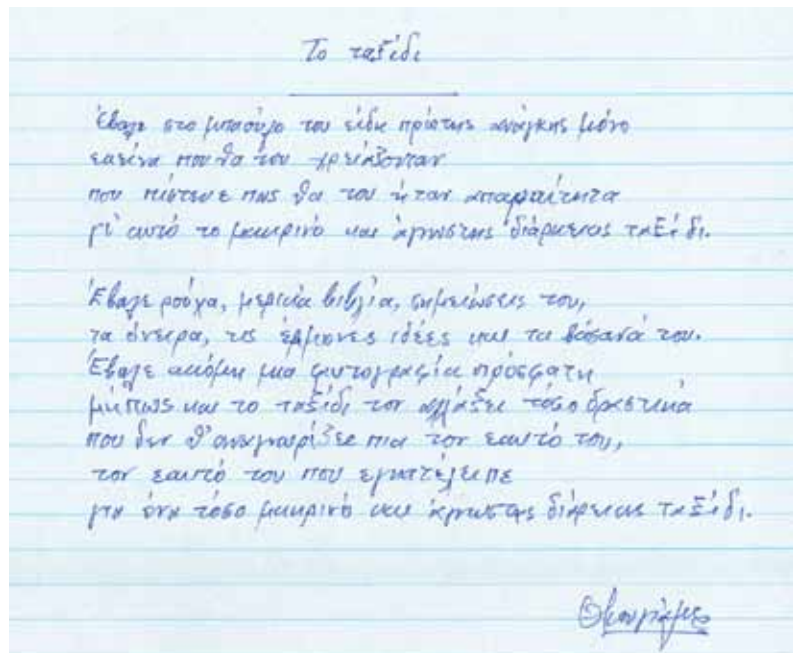 Το ταξίδι
Έβαλε στο μπαούλο του είδη πρώτης ανάγκης μόνο
εκείνα που θα του χρειάζονταν
που πίστευε πως θα του ήταν απαραίτητα
γι' αυτό το μακρινό και άγνωστης διάρκειας ταξίδι.
Έβαλε ρούχα, μερικά βιβλία, σημειώσεις του,
τα όνειρα, τις έμμονες ιδέες και τα βάσανά του.
Έβαλε ακόμη μια φωτογραφία πρόσφατη
μήπως και το ταξίδι τον αλλάξει τόσο δραστικά
που δεν θ' αναγνωρίζει πια τον εαυτό του,
τον εαυτό του που εγκατέλειπε
για ένα τόσο μακρινό και άγνωστης διάρκειας ταξίδι.